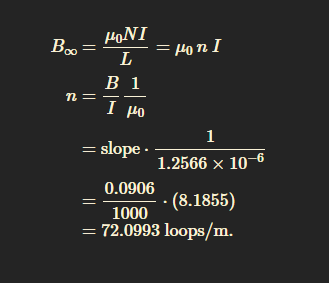 B∞ = μ₀NI / L = μ₀ n I
n = B / I 1 / μ₀
= slope · 1 / 1.2566 × 10⁻⁶
= 0.0906 / 1000 · (8.1855)
= 72.0993 loops/m.